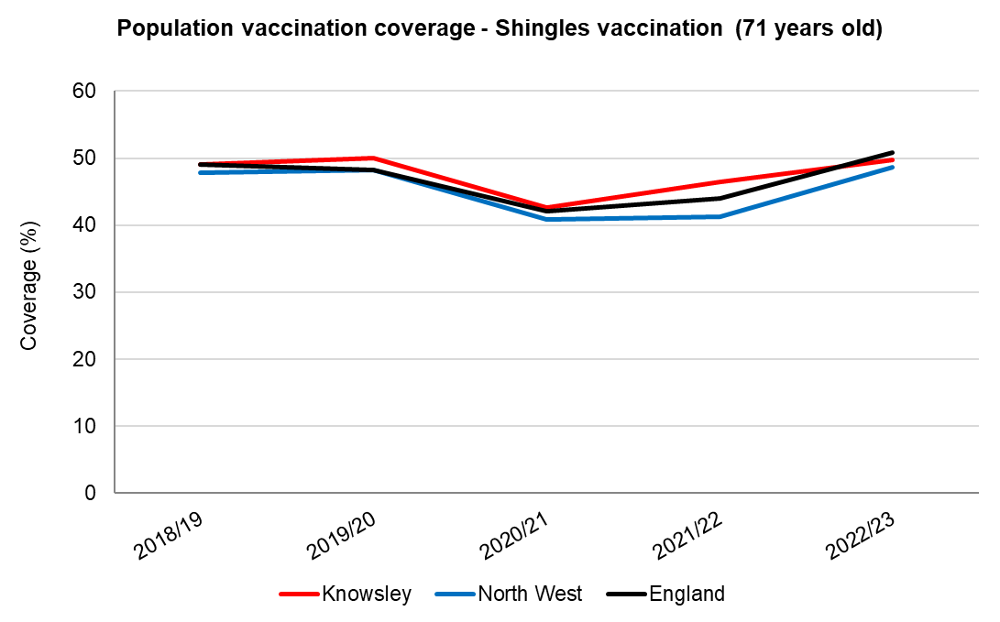 Population vaccination coverage - Shingles vaccination (71 years old)
60
50
40
30
20
10
0
Coverage (%)
2018/19
2019/20
2020/21
2021/22
2022/23
Knowsley
North West
England